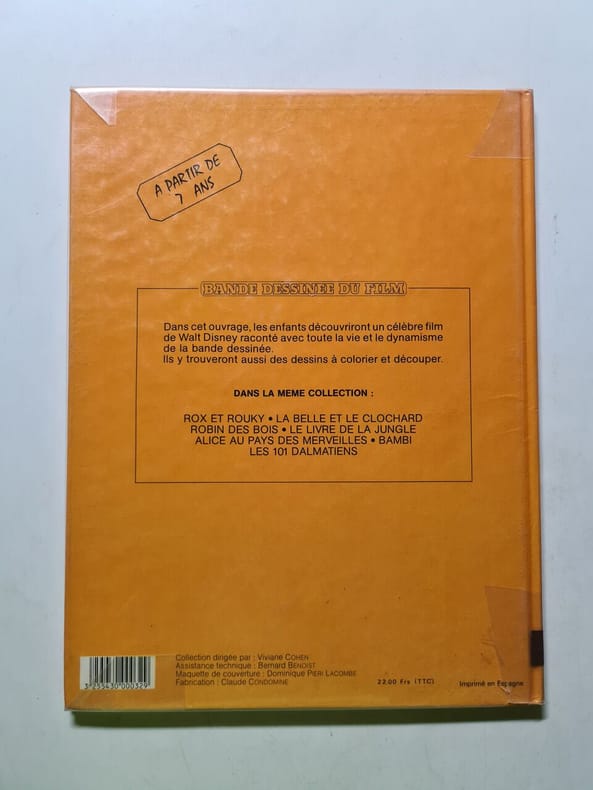 A PARTIR DE
7 ANS
BANDE DESSINEE DU FILM
Dans cet ouvrage, les enfants découvriront un célèbre film
de Walt Disney raconté avec toute la vie et le dynamisme
de la bande dessinée.
Ils y trouveront aussi des dessins à colorier et découper.
DANS LA MEME COLLECTION :
ROX ET ROUKY • LA BELLE ET LE CLOCHARD
ROBIN DES BOIS • LE LIVRE DE LA JUNGLE
ALICE AU PAYS DES MERVEILLES • BAMBI
LES 101 DALMATIENS
Collection dirigée par : Viviane COHEN
Assistance technique : Bernard BENOIST
Maquette de couverture : Dominique PIERI LACOMBE
Fabrication : Claude CONDOMINE
3 235430 000329
22.00 Frs (TTC)
Imprimé en Espagne